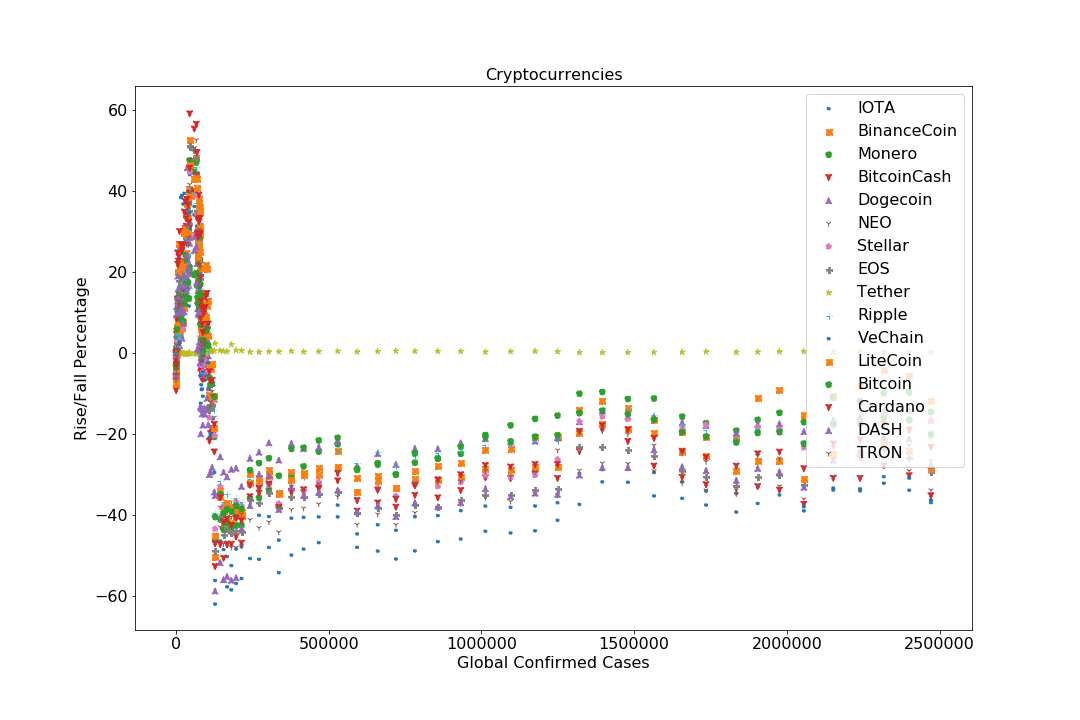 Cryptocurrencies
60
40
20
0
−20
−40
−60
Rise/Fall Percentage
0
500000
1000000
1500000
2000000
2500000
Global Confirmed Cases
IOTA
BinanceCoin
Monero
BitcoinCash
Dogecoin
NEO
Stellar
EOS
Tether
Ripple
VeChain
LiteCoin
Bitcoin
Cardano
DASH
TRON